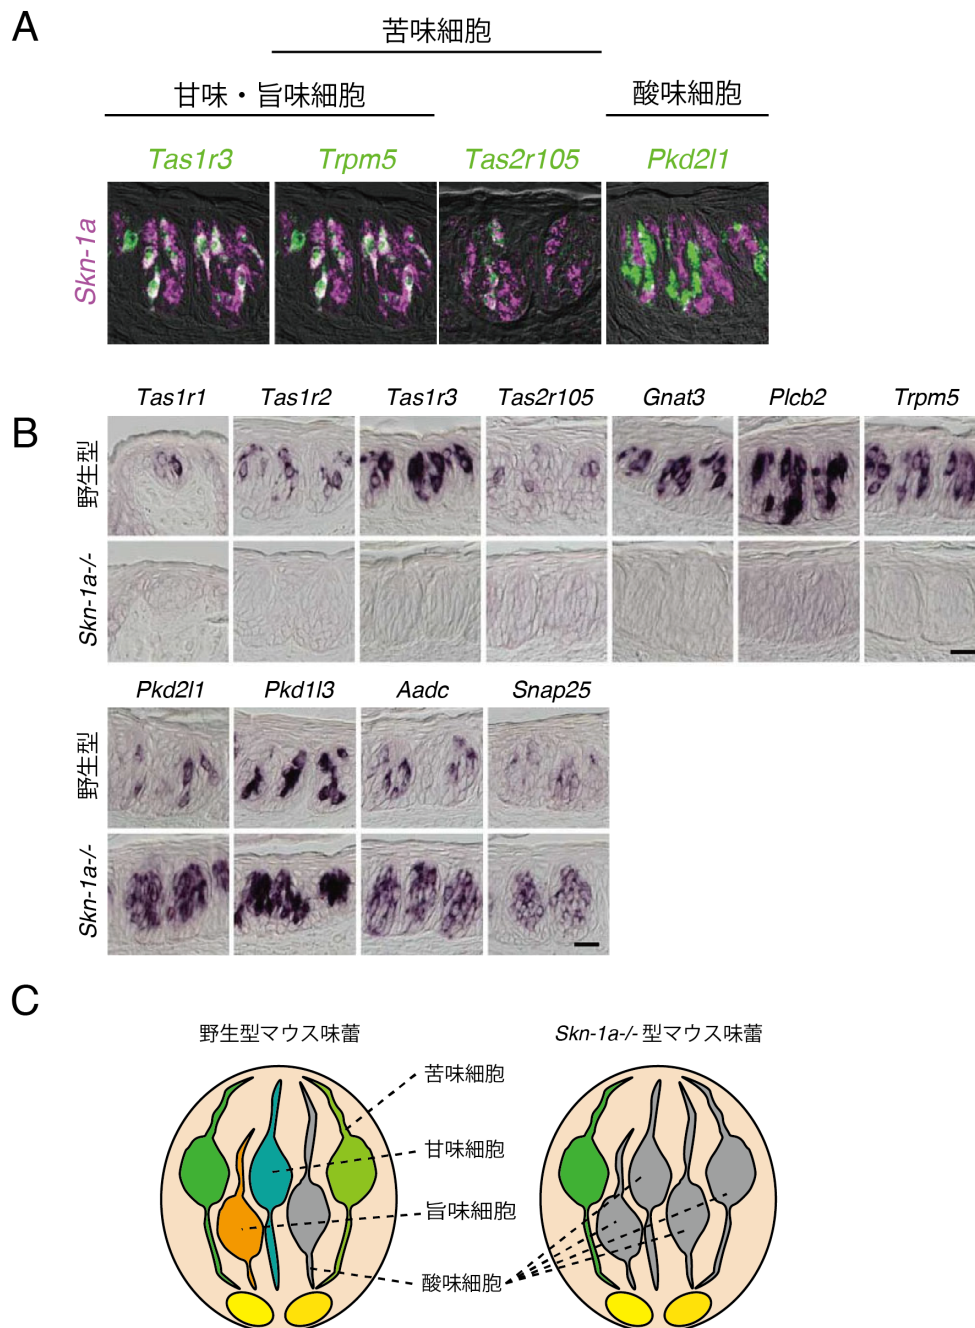 A
苦味細胞
甘味・旨味細胞
酸味細胞
Tas1r3
Trpm5
Tas2r105
Pkd2l1
Skn-1a
B
Tas1r1
Tas1r2
Tas1r3
Tas2r105
Gnat3
Plcb2
Trpm5
野生型
Skn-1a-/-
Pkd2l1
Pkd1l3
Aadc
Snap25
野生型
Skn-1a-/-
C
野生型マウス味蕾
Skn-1a-/- 型マウス味蕾
苦味細胞
甘味細胞
旨味細胞
酸味細胞